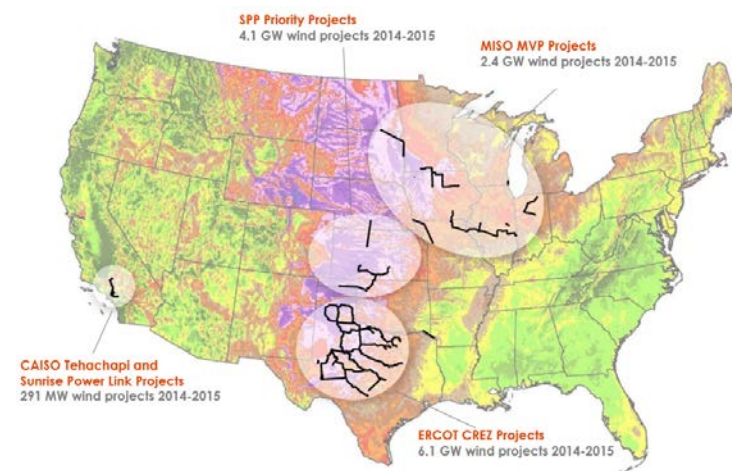 SPP Priority Projects
4.1 GW wind projects 2014-2015
MISO MVP Projects
2.4 GW wind projects 2014-2015
CAISO Tehachapi and
Sunrise Power Link Projects
291 MW wind projects 2014-2015
ERCOT CREZ Projects
6.1 GW wind projects 2014-2015